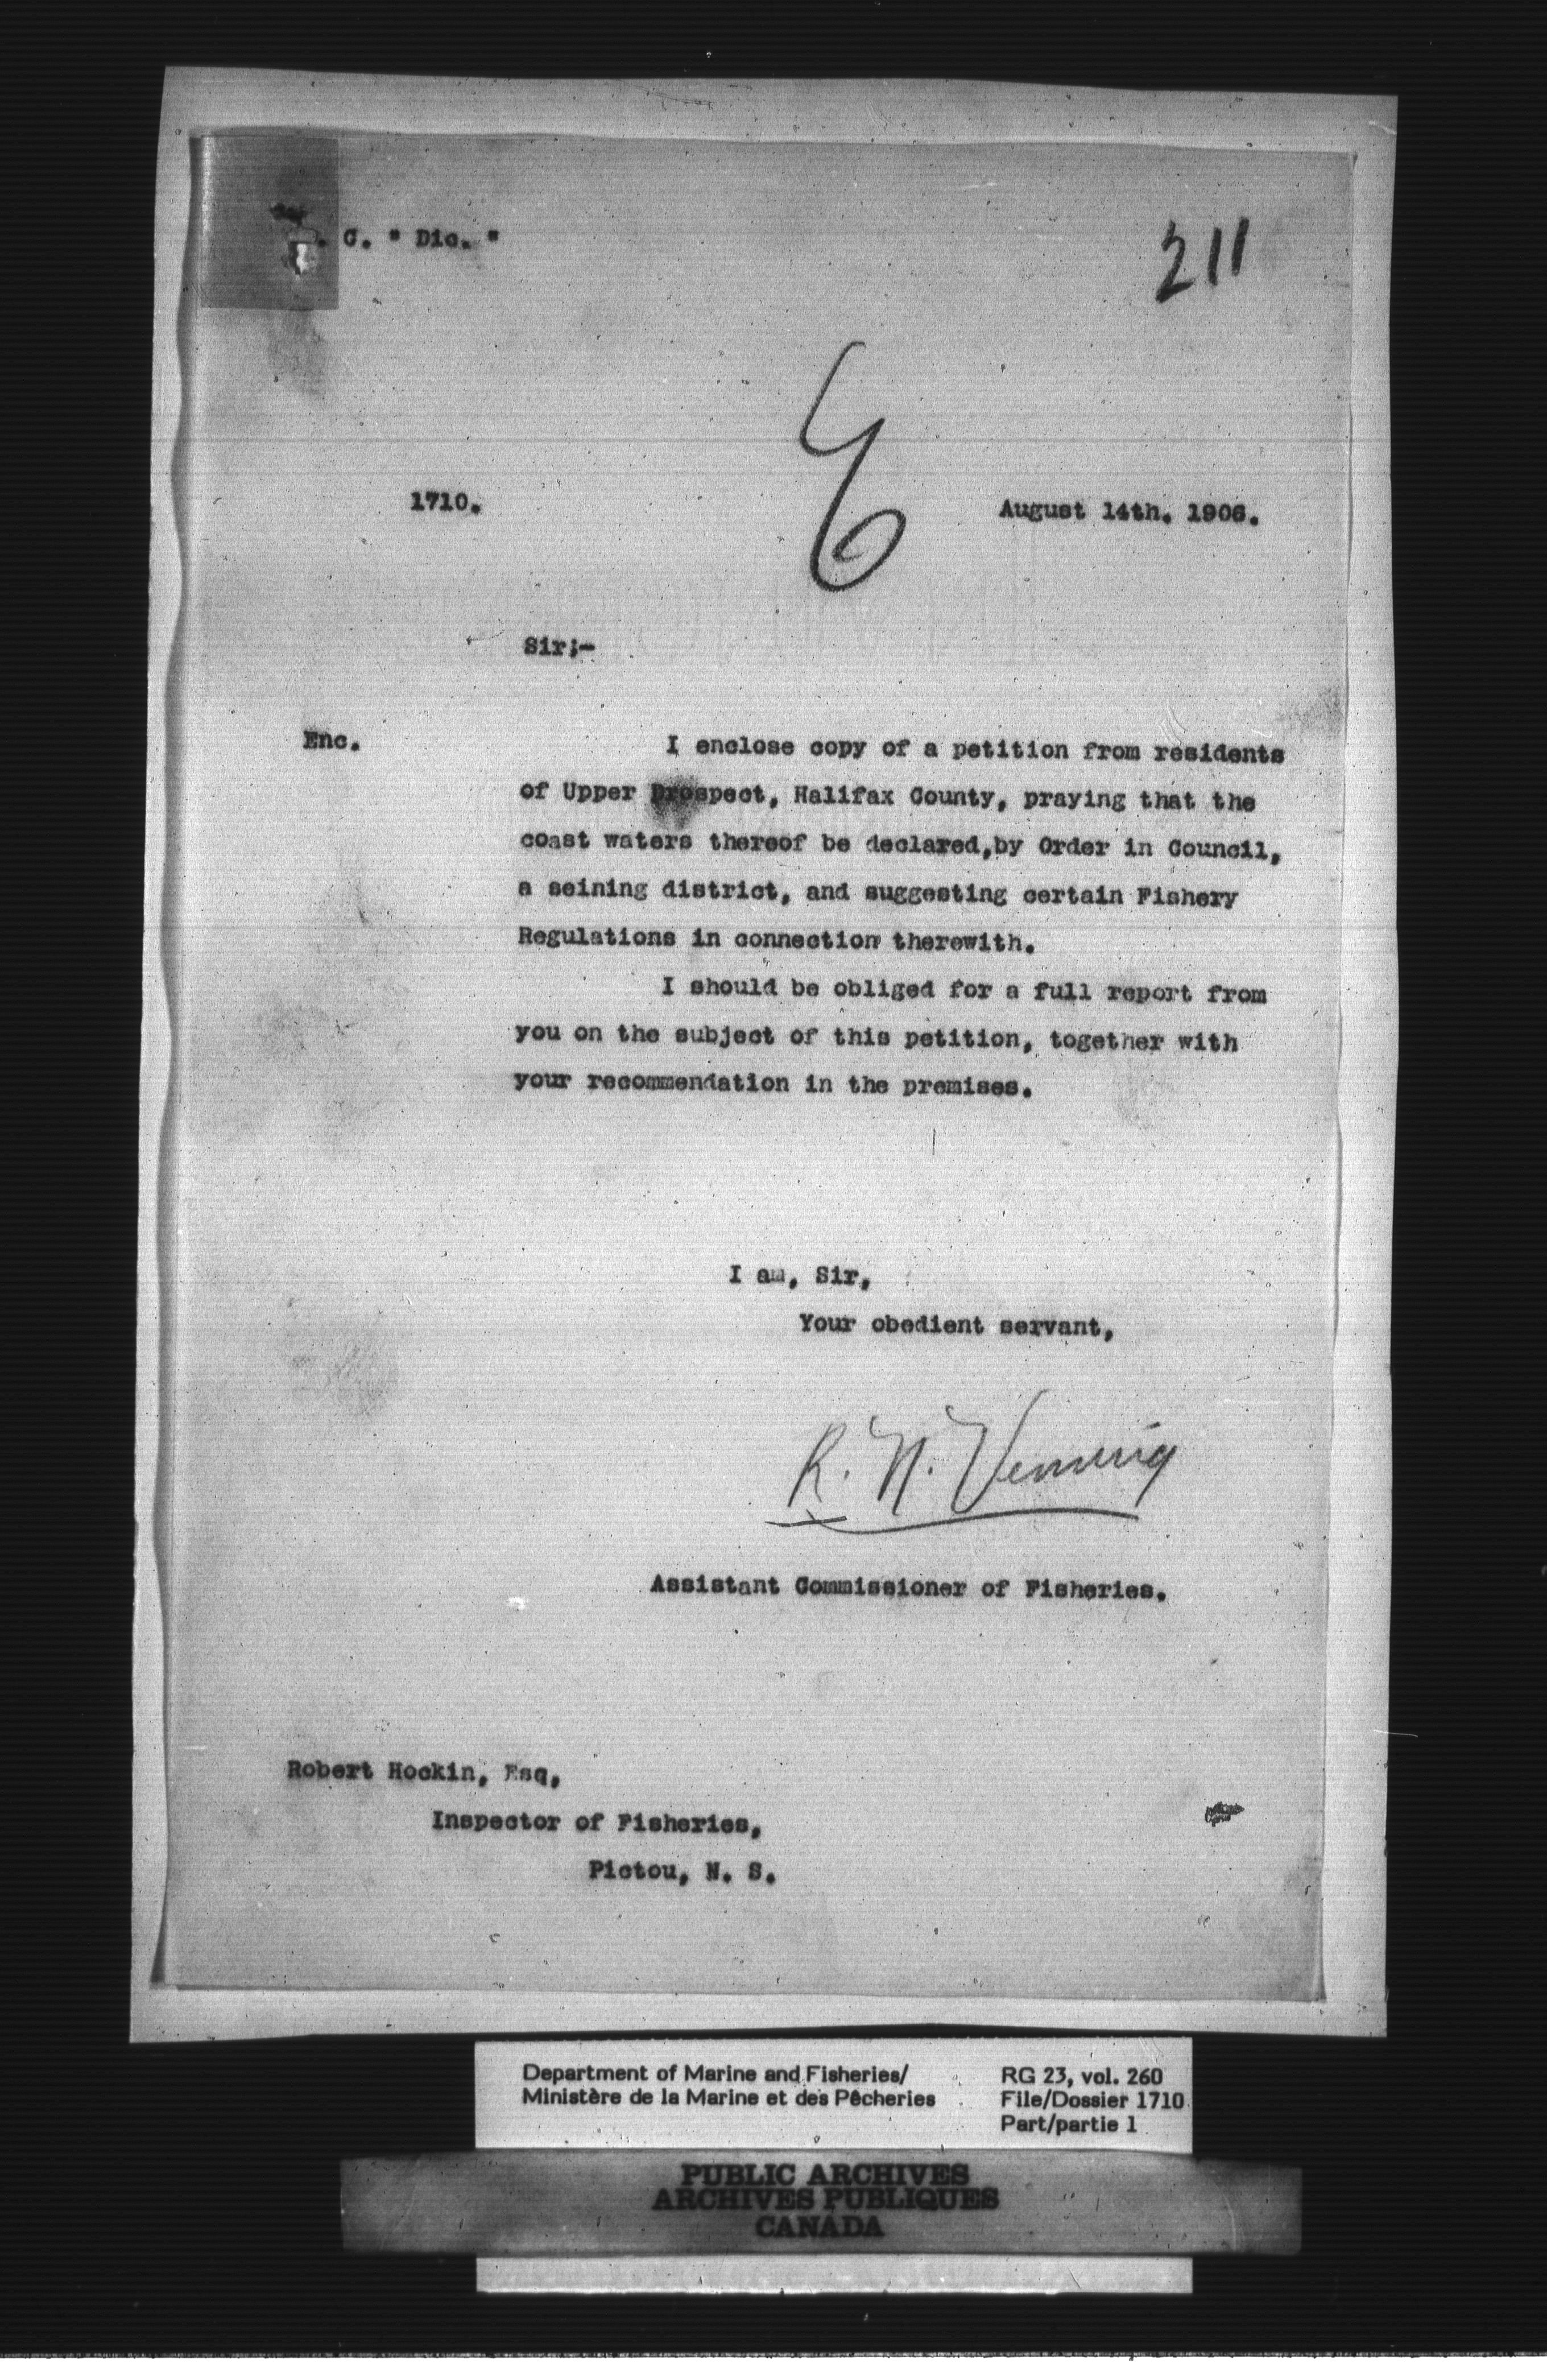 . C. " Dic. "
211
E
1710.
August 14th. 1906.
Sir;-
Enc.
I enclose copy of a petition from residents
of Upper Prospect, Halifax County, praying that the
coast waters thereof be declared,by Order in Council,
a seining district, and suggesting certain Fishery
Regulations in connection therewith.
I should be obliged for a full report from
you on the subject of this petition, together with
your recommendation in the premises.
I am, Sir,
Your obedient servant,
R. N. Venning
Assistant Commissioner of Fisheries.
Robert Hockin, Esq,
Inspector of Fisheries,
Pictou, N. S.
Department of Marine and Fisheries/
Ministère de la Marine et des Pêcheries
RG 23, vol. 260
File/Dossier 1710
Part/partie 1
PUBLIC ARCHIVES
ARCHIVES PUBLIQUES
CANADA